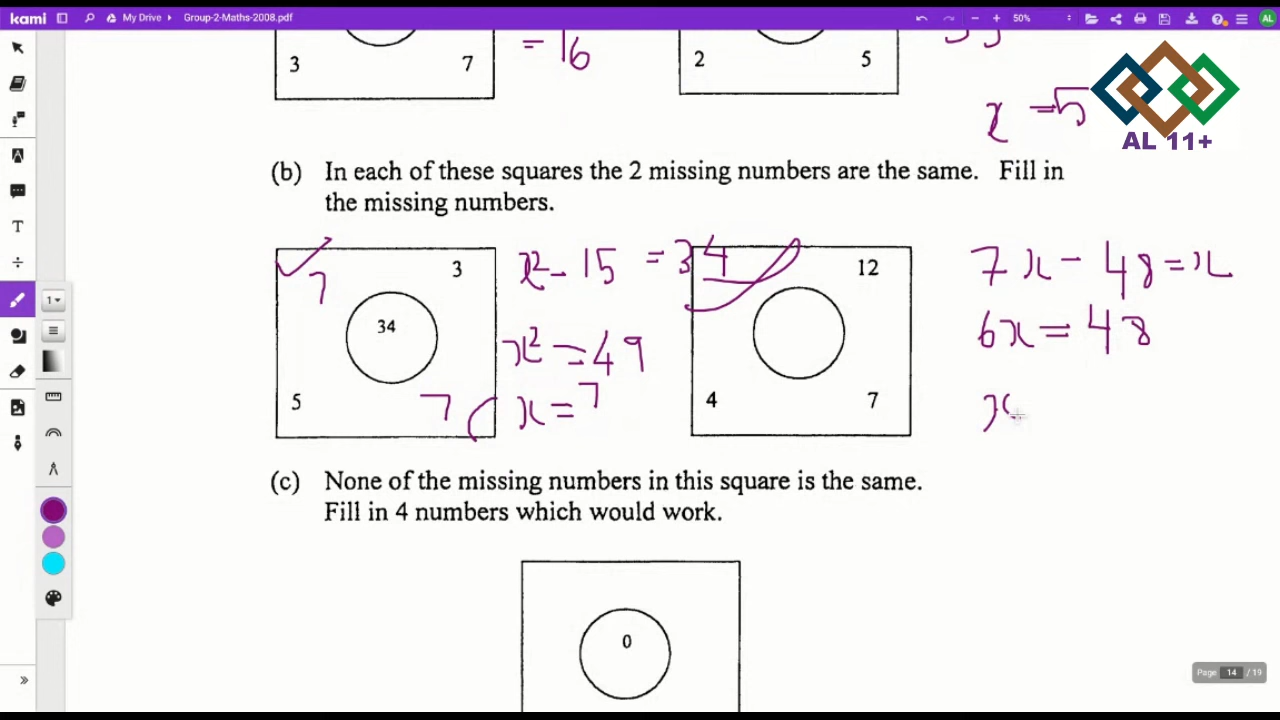 kami My Drive Group-2-Maths-2008.pdf 50% AL
3 7 = 16 2 5
x = 5
AL 11+
(b) In each of these squares the 2 missing numbers are the same. Fill in
the missing numbers.
7 3 x² - 15 = 34 12 7x - 48 = x
34 x² = 49 6x = 48
5 7 x = 7 4 7 x
(c) None of the missing numbers in this square is the same.
Fill in 4 numbers which would work.
0
Page 14 / 19